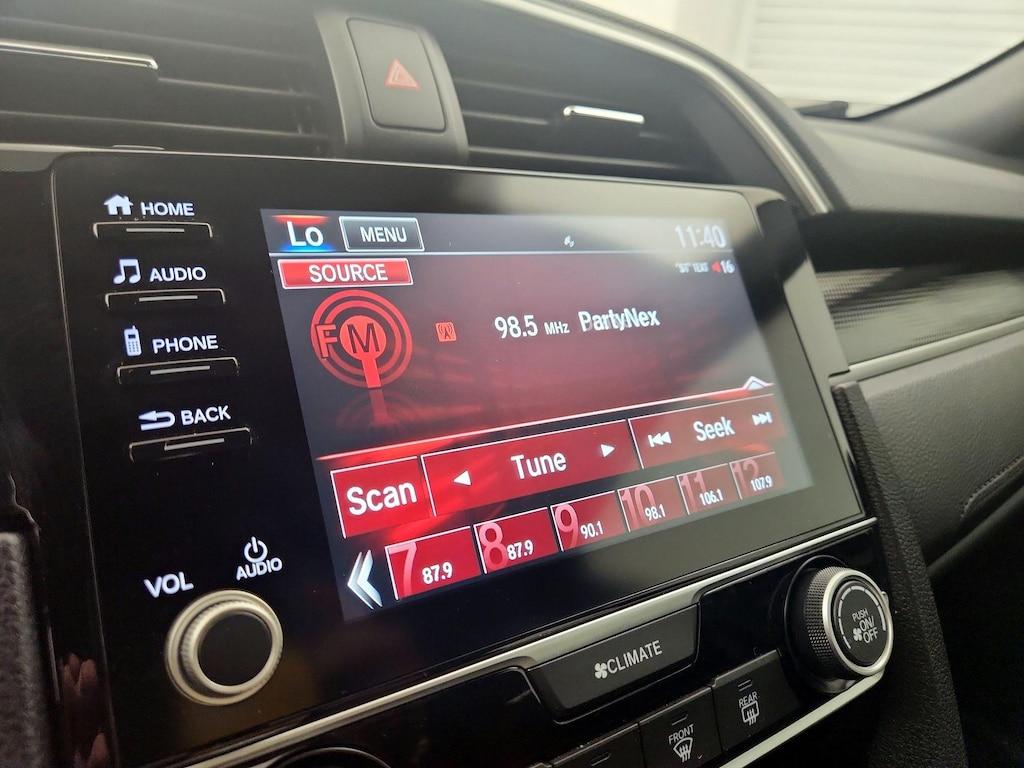 HOME
AUDIO
PHONE
BACK
VOL
AUDIO
Lo MENU 11:40
SOURCE 16
FM 98.5 MHz PartyNex
Scan Tune Seek
7 87.9 8 87.9 9 90.1 10 98.1 11 106.1 12 107.9
CLIMATE
PUSH
ON/
OFF
FRONT
REAR